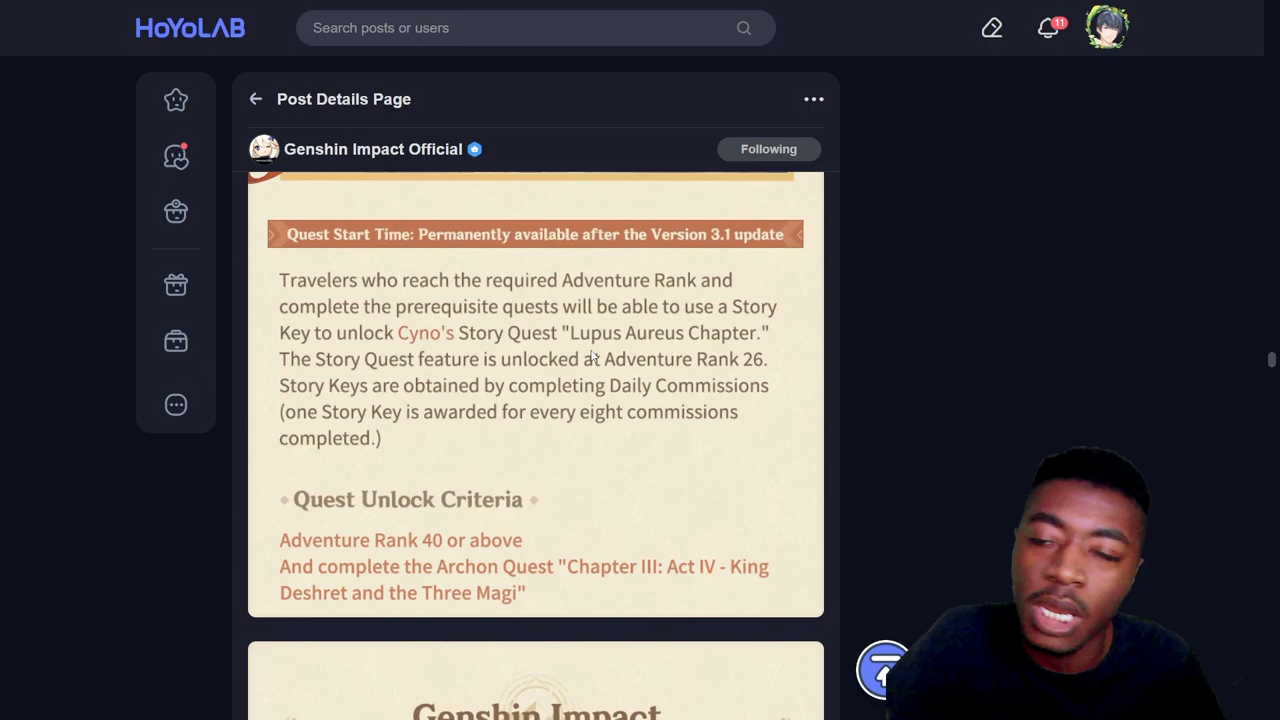 HoYoLAB
Search posts or users
11
Post Details Page
Genshin Impact Official
Following
Quest Start Time: Permanently available after the Version 3.1 update
Travelers who reach the required Adventure Rank and
complete the prerequisite quests will be able to use a Story
Key to unlock Cyno's Story Quest "Lupus Aureus Chapter."
The Story Quest feature is unlocked at Adventure Rank 26.
Story Keys are obtained by completing Daily Commissions
(one Story Key is awarded for every eight commissions
completed.)
Quest Unlock Criteria
Adventure Rank 40 or above
And complete the Archon Quest "Chapter III: Act IV - King
Deshret and the Three Magi"
Genshin Impact